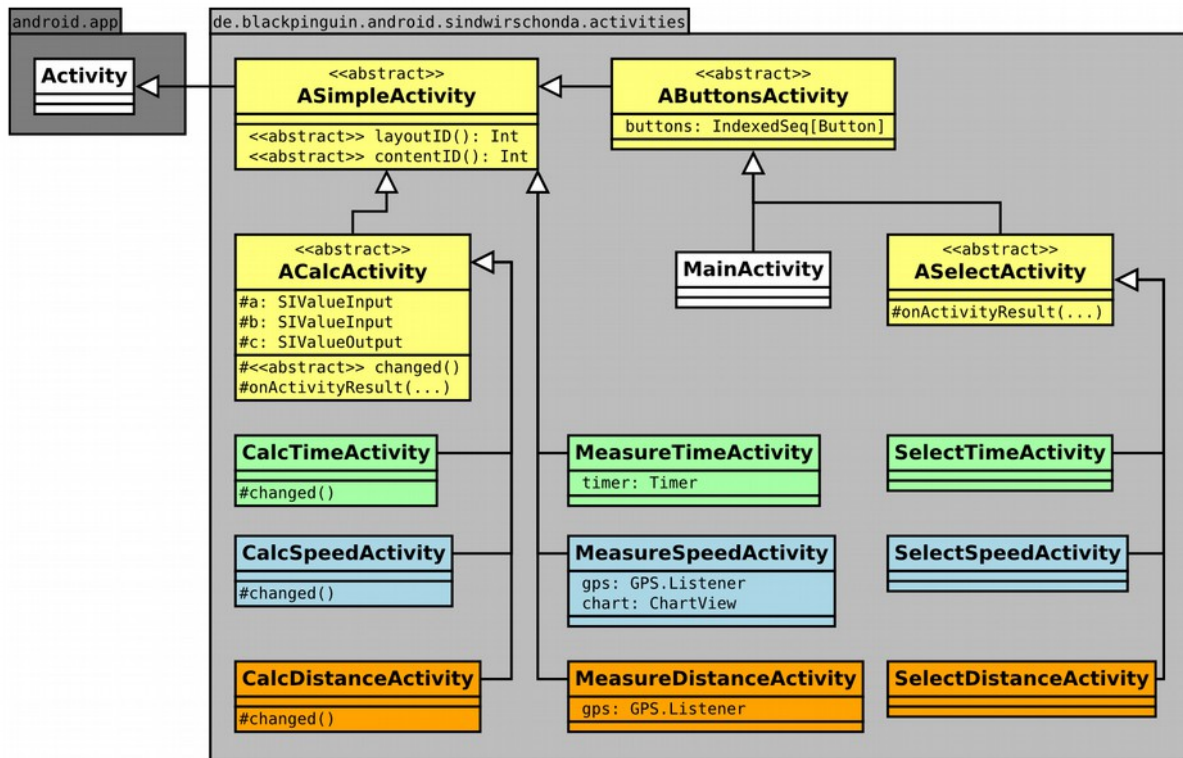 android.app
de.blackpinguin.android.sindwirschonda.activities
Activity
<<abstract>>
ASimpleActivity
<<abstract>> layoutID(): Int
<<abstract>> contentID(): Int
<<abstract>>
AButtonsActivity
buttons: IndexedSeq[Button]
<<abstract>>
ACalcActivity
#a: SIValueInput
#b: SIValueInput
#c: SIValueOutput
#<<abstract>> changed()
#onActivityResult(...)
MainActivity
<<abstract>>
ASelectActivity
#onActivityResult(...)
CalcTimeActivity
#changed()
MeasureTimeActivity
timer: Timer
SelectTimeActivity
CalcSpeedActivity
#changed()
MeasureSpeedActivity
gps: GPS.Listener
chart: ChartView
SelectSpeedActivity
CalcDistanceActivity
#changed()
MeasureDistanceActivity
gps: GPS.Listener
SelectDistanceActivity